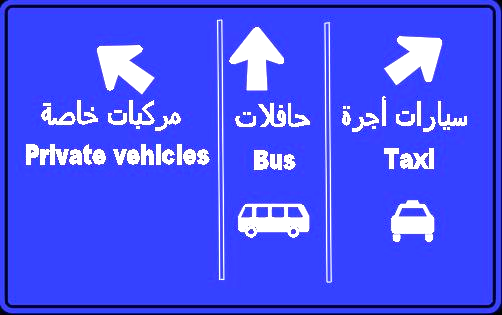 مركبات خاصة
Private vehicles
حافلات
Bus
سيارات أجرة
Taxi